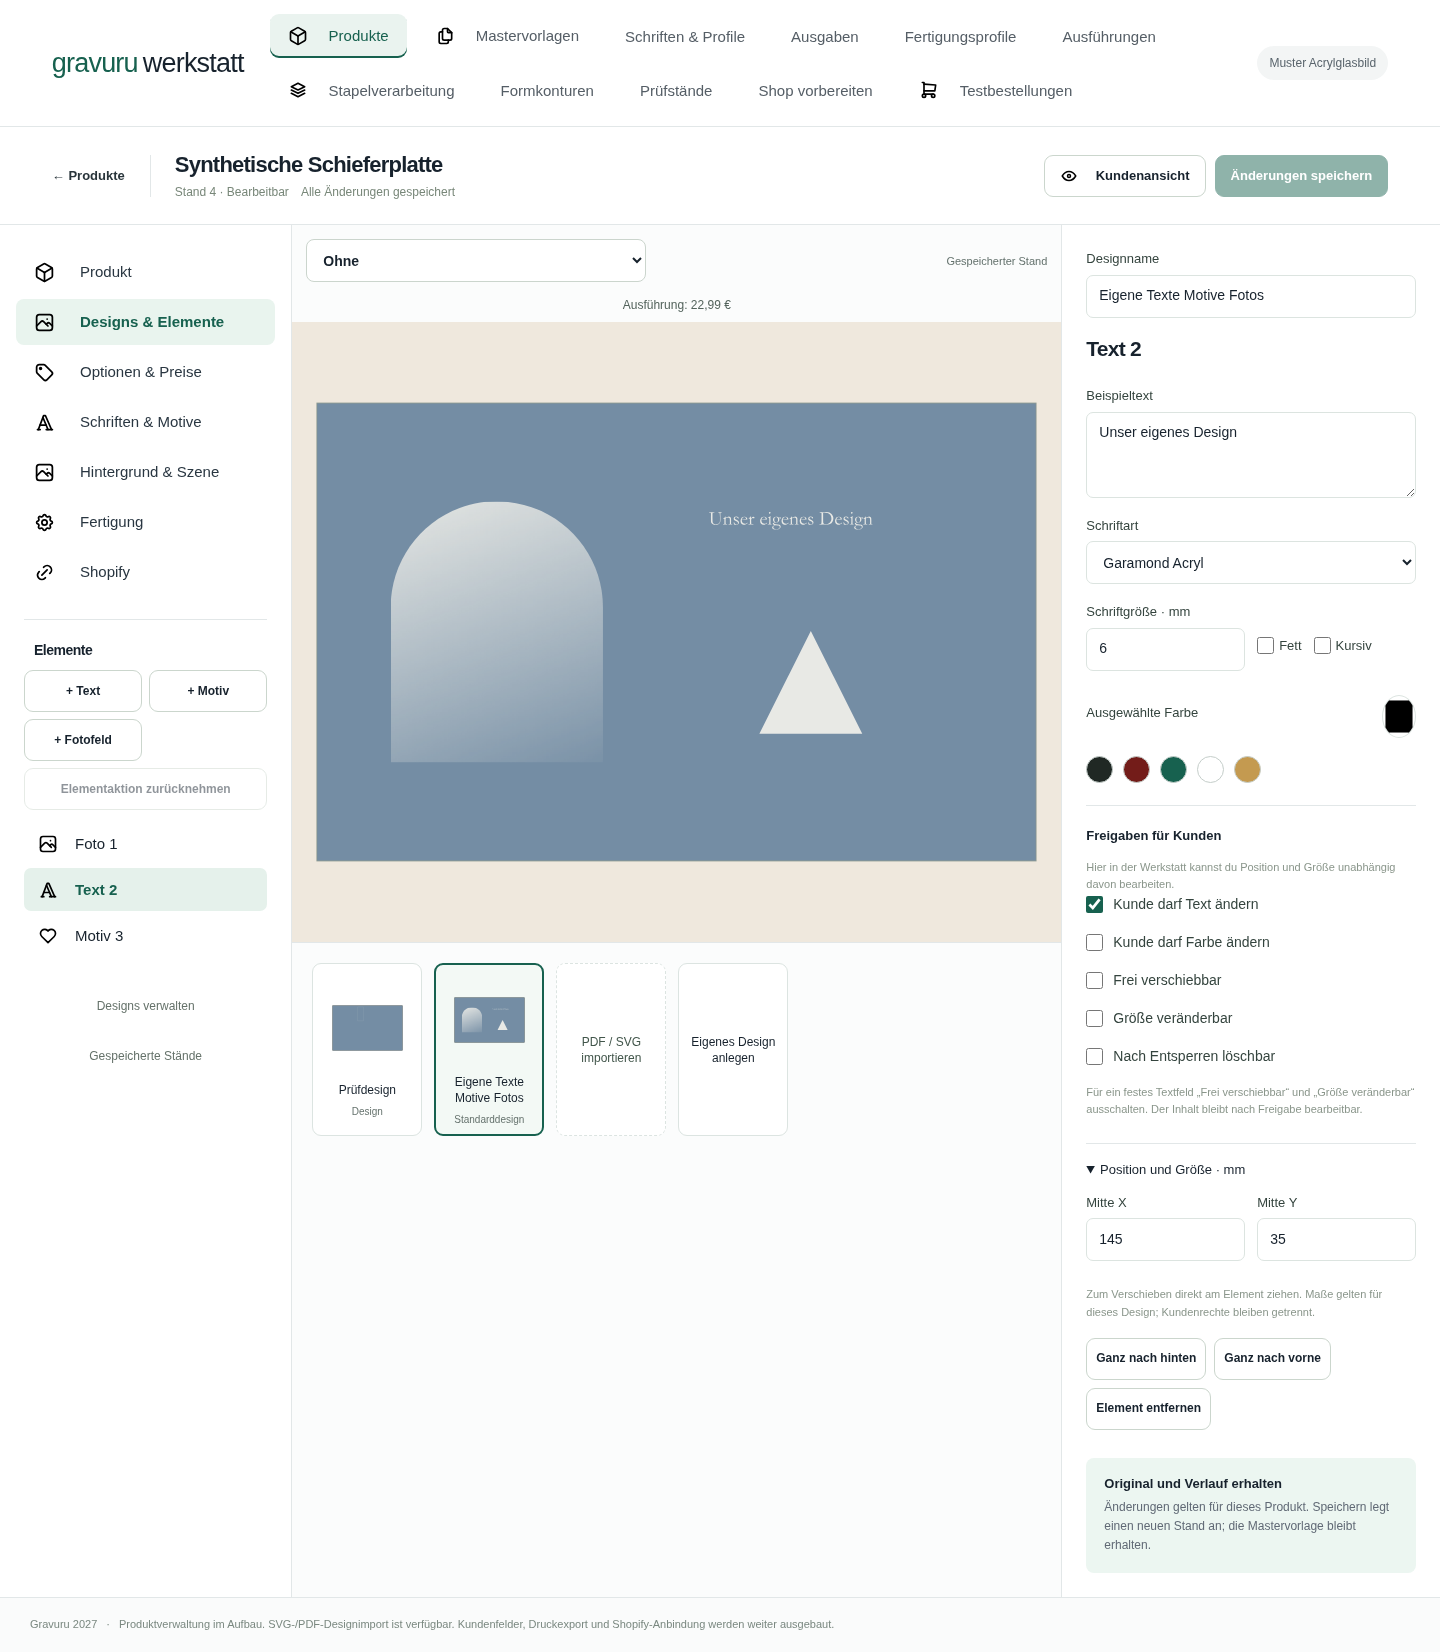 gravuru werkstatt
Produkte
Mastervorlagen
Schriften & Profile
Ausgaben
Fertigungsprofile
Ausführungen
Stapelverarbeitung
Formkonturen
Prüfstände
Shop vorbereiten
Testbestellungen
Muster Acrylglasbild
← Produkte
Synthetische Schieferplatte
Stand 4 · Bearbeitbar Alle Änderungen gespeichert
Kundenansicht
Änderungen speichern
Produkt
Designs & Elemente
Optionen & Preise
Schriften & Motive
Hintergrund & Szene
Fertigung
Shopify
Elemente
+ Text
+ Motiv
+ Fotofeld
Elementaktion zurücknehmen
Foto 1
Text 2
Motiv 3
Designs verwalten
Gespeicherte Stände
Ohne
Gespeicherter Stand
Ausführung: 22,99 €
Unser eigenes Design
Prüfdesign
Design
Eigene Texte
Motive Fotos
Standarddesign
PDF / SVG
importieren
Eigenes Design
anlegen
Designname
Eigene Texte Motive Fotos
Text 2
Beispieltext
Unser eigenes Design
Schriftart
Garamond Acryl
Schriftgröße · mm
6
Fett
Kursiv
Ausgewählte Farbe
Freigaben für Kunden
Hier in der Werkstatt kannst du Position und Größe unabhängig
davon bearbeiten.
Kunde darf Text ändern
Kunde darf Farbe ändern
Frei verschiebbar
Größe veränderbar
Nach Entsperren löschbar
Für ein festes Textfeld „Frei verschiebbar“ und „Größe veränderbar“
ausschalten. Der Inhalt bleibt nach Freigabe bearbeitbar.
▼ Position und Größe · mm
Mitte X
Mitte Y
145
35
Zum Verschieben direkt am Element ziehen. Maße gelten für
dieses Design; Kundenrechte bleiben getrennt.
Ganz nach hinten
Ganz nach vorne
Element entfernen
Original und Verlauf erhalten
Änderungen gelten für dieses Produkt. Speichern legt
einen neuen Stand an; die Mastervorlage bleibt
erhalten.
Gravuru 2027 · Produktverwaltung im Aufbau. SVG-/PDF-Designimport ist verfügbar. Kundenfelder, Druckexport und Shopify-Anbindung werden weiter ausgebaut.